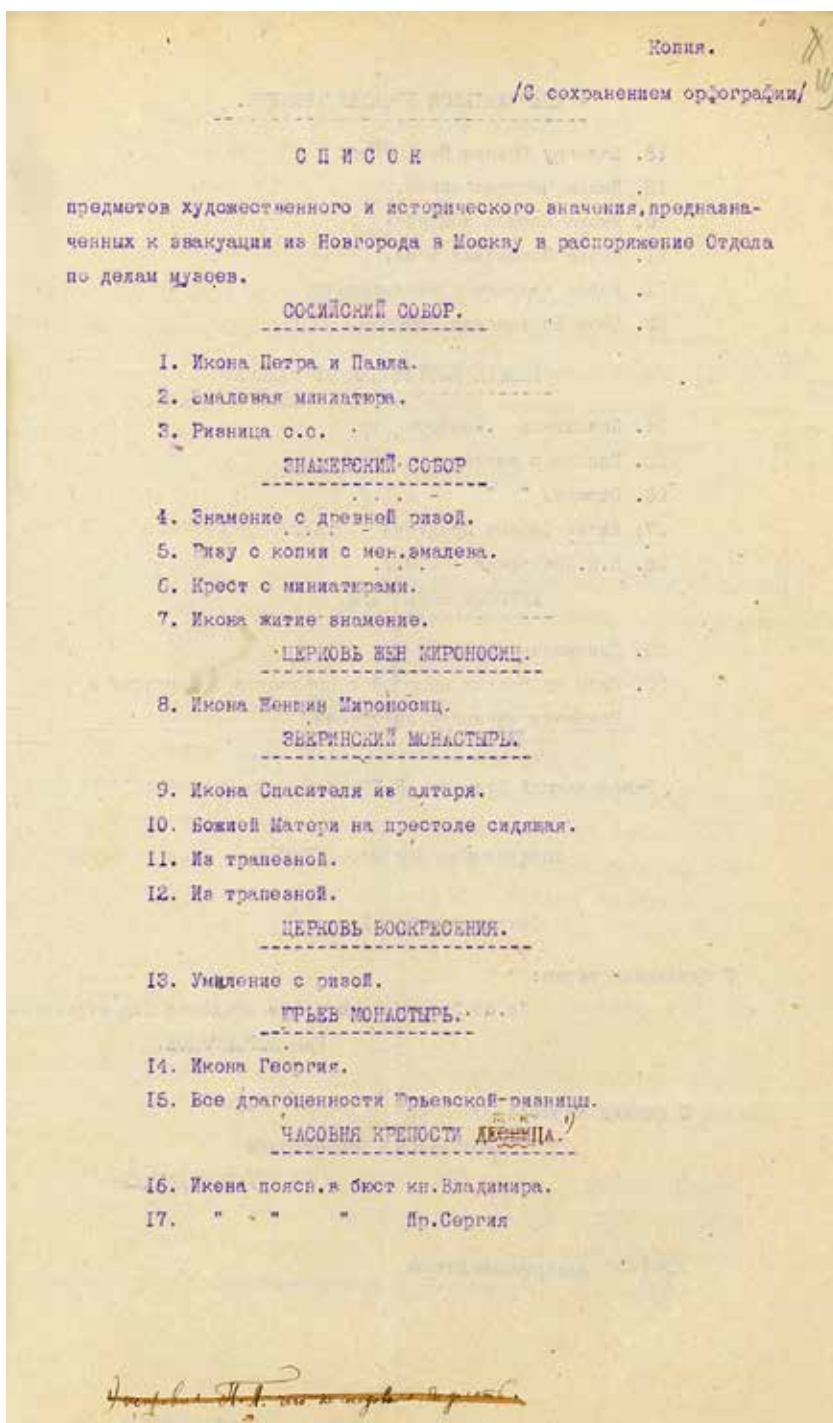 Копия.
/С сохранением орфографии/
СПИСОК
предметов художественного и исторического значения,предназна-
ченных к эвакуации из Новгорода в Москву в распоряжение Отдела
по делам музеев.
СОФИЙСКИЙ СОБОР.
1. Икона Петра и Павла.
2. Эмалевая миниатюра.
3. Ризница с.с.
ЗНАМЕНСКИЙ СОБОР
4. Знамение с древней ризой.
5. Ризу с копии с мен.эмалева.
6. Крест с миниатюрами.
7. Икона житие знамение.
ЦЕРКОВЬ ЖЕН МИРОНОСИЦ.
8. Икона Женщин Мироносиц.
ЗВЕРИНСКИЙ МОНАСТЫРЬ.
9. Икона Спасителя из алтаря.
10. Божией Матери на престоле сидящая.
11. Из трапезной.
12. Из трапезной.
ЦЕРКОВЬ ВОСКРЕСЕНИЯ.
13. Умиление с ризой.
ЮРЬЕВ МОНАСТЫРЬ.
14. Икона Георгия.
15. Все драгоценности Юрьевской ризницы.
ЧАСОВНЯ КРЕПОСТИ
16. Икона поясн.в бюст кн.Владимира.
17. " " " Пр.Сергия